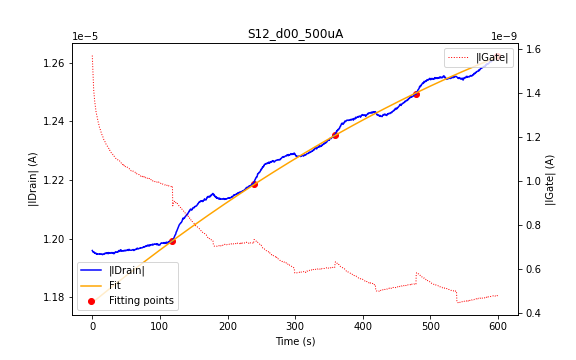 S12_d00_500uA
1e−5
1e−9
|IGate|
1.26
1.24
1.22
1.20
1.18
1.6
1.4
1.2
1.0
0.8
0.6
0.4
|IDrain| (A)
|IGate| (A)
|IDrain|
Fit
Fitting points
0
100
200
300
400
500
600
Time (s)